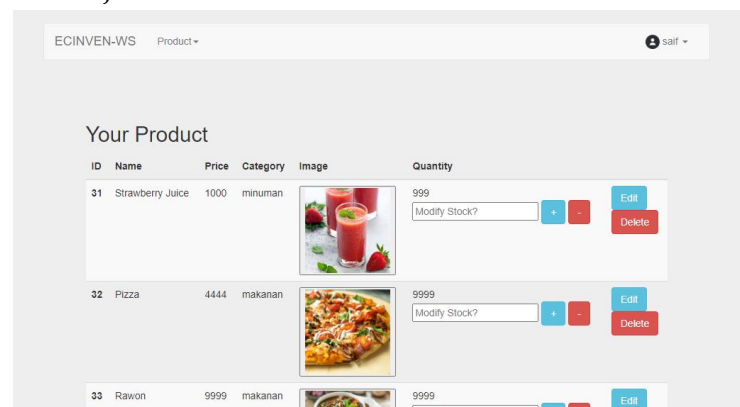 ECINVEN-WS Product saif
Your Product
ID Name Price Category Image Quantity
31 Strawberry Juice 1000 minuman 999 Edit
Modify Stock? + - Delete
32 Pizza 4444 makanan 9999 Edit
Modify Stock? + - Delete
33 Rawon 9999 makanan 9999 Edit